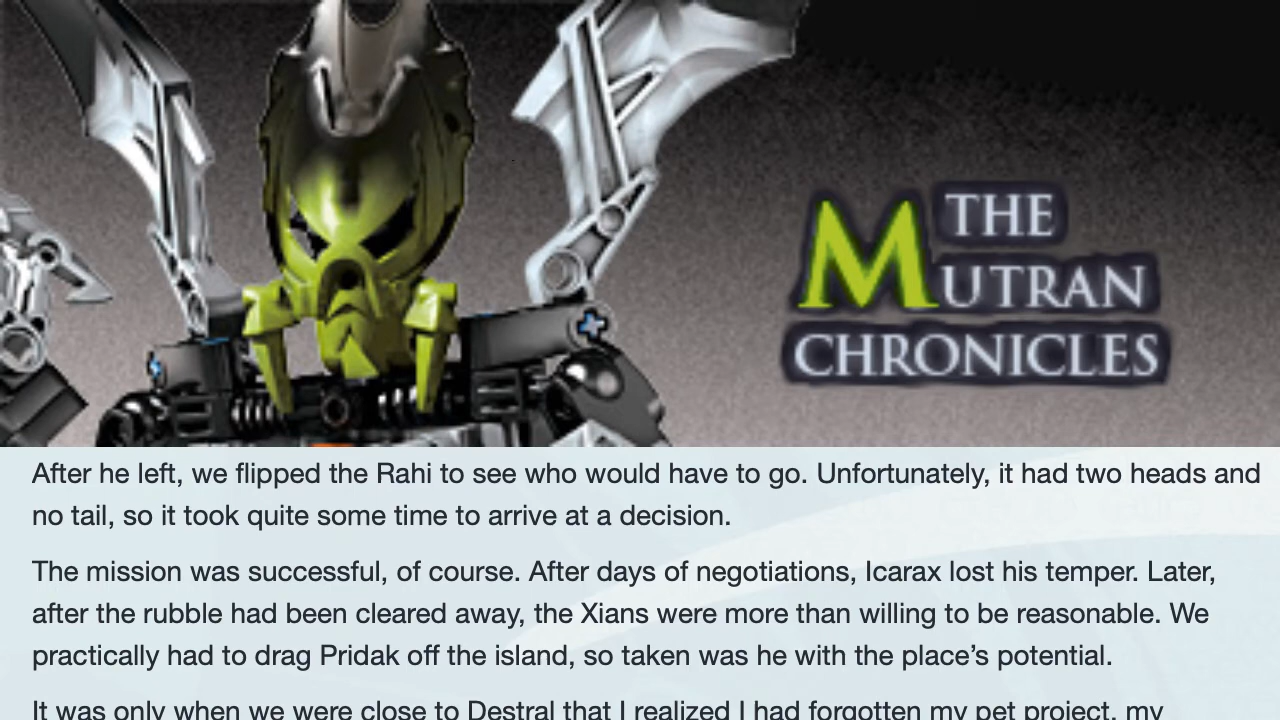 THE
MUTRAN
CHRONICLES
After he left, we flipped the Rahi to see who would have to go. Unfortunately, it had two heads and
no tail, so it took quite some time to arrive at a decision.
The mission was successful, of course. After days of negotiations, Icarax lost his temper. Later,
after the rubble had been cleared away, the Xians were more than willing to be reasonable. We
practically had to drag Pridak off the island, so taken was he with the place’s potential.
It was only when we were close to Destral that I realized I had forgotten my pet project, my